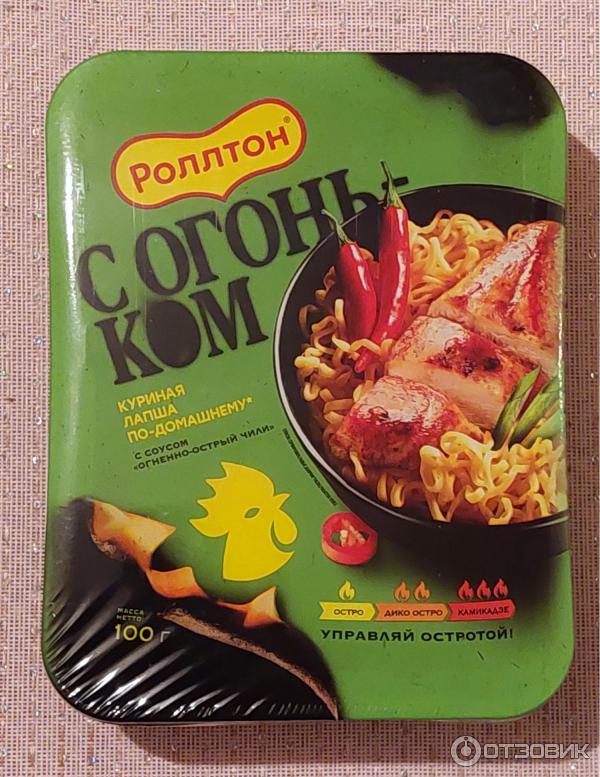 Роллтон®
С ОГОНЬ-
КОМ
КУРИНАЯ
ЛАПША
ПО-ДОМАШНЕМУ*
С СОУСОМ
«ОГНЕННО-ОСТРЫЙ ЧИЛИ»
ОСТРО ДИКО ОСТРО КАМИКАДЗЕ
УПРАВЛЯЙ ОСТРОТОЙ!
МАССА
НЕТТО:
100 г
ОТЗОВИК